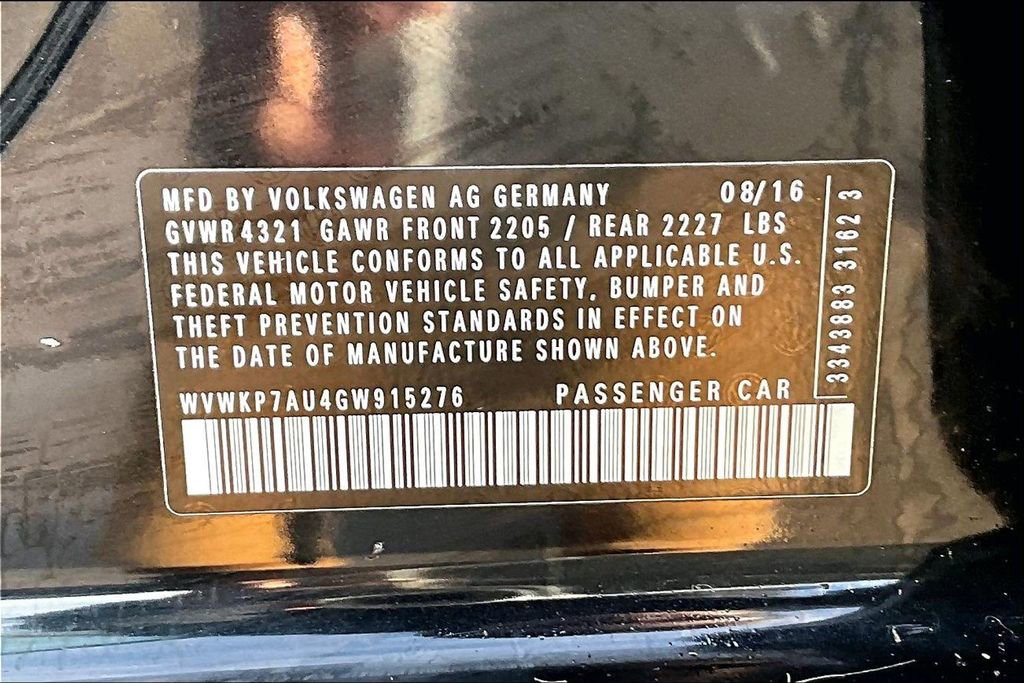 MFD BY VOLKSWAGEN AG GERMANY 08/16
GVWR 4321 GAWR FRONT 2205 / REAR 2227 LBS
THIS VEHICLE CONFORMS TO ALL APPLICABLE U.S.
FEDERAL MOTOR VEHICLE SAFETY, BUMPER AND
THEFT PREVENTION STANDARDS IN EFFECT ON
THE DATE OF MANUFACTURE SHOWN ABOVE.
WVWKP7AU4GW915276 PASSENGER CAR
3343883 3162 3